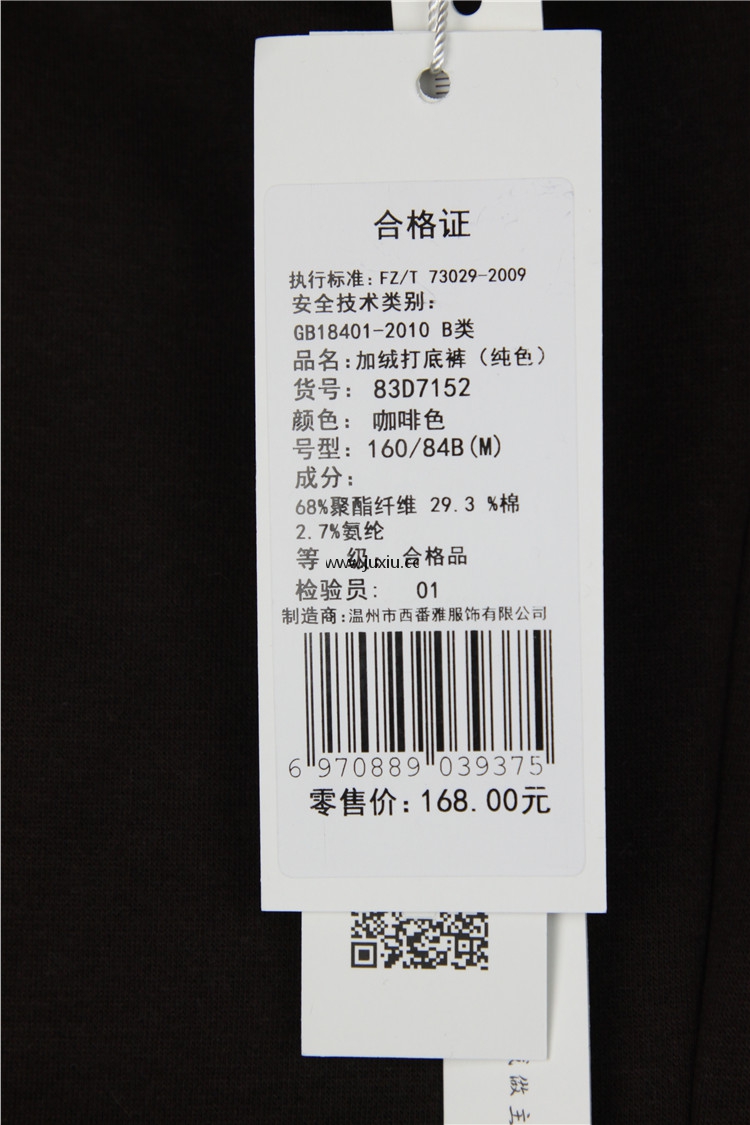 合格证
执行标准：FZ/T 73029-2009
安全技术类别：
GB18401-2010 B类
品名：加绒打底裤（纯色）
货号： 83D7152
颜色： 咖啡色
号型： 160/84B(M)
成分：
68%聚酯纤维 29.3 %棉
2.7%氨纶
等 级： 合格品
检验员： 01
制造商：温州市西番雅服饰有限公司
6 970889 039375
零售价：168.00元
做主